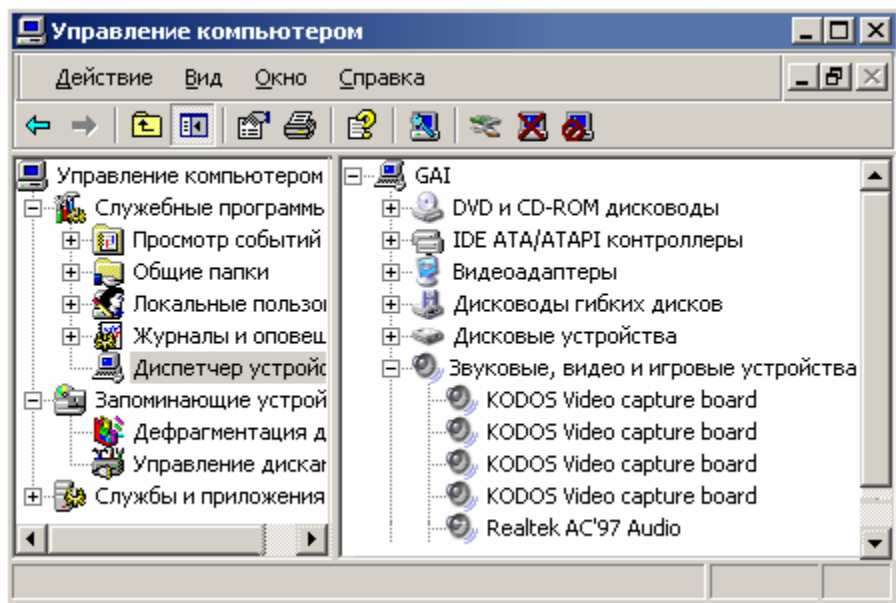 Управление компьютером
Действие Вид Окно Справка
Управление компьютером
Служебные программы
Просмотр событий
Общие папки
Локальные пользо
Журналы и оповещ
Диспетчер устройс
Запоминающие устрой
Дефрагментация д
Управление дискам
Службы и приложения
GAI
DVD и CD-ROM дисководы
IDE ATA/ATAPI контроллеры
Видеоадаптеры
Дисководы гибких дисков
Дисковые устройства
Звуковые, видео и игровые устройства
KODOS Video capture board
KODOS Video capture board
KODOS Video capture board
KODOS Video capture board
Realtek AC'97 Audio